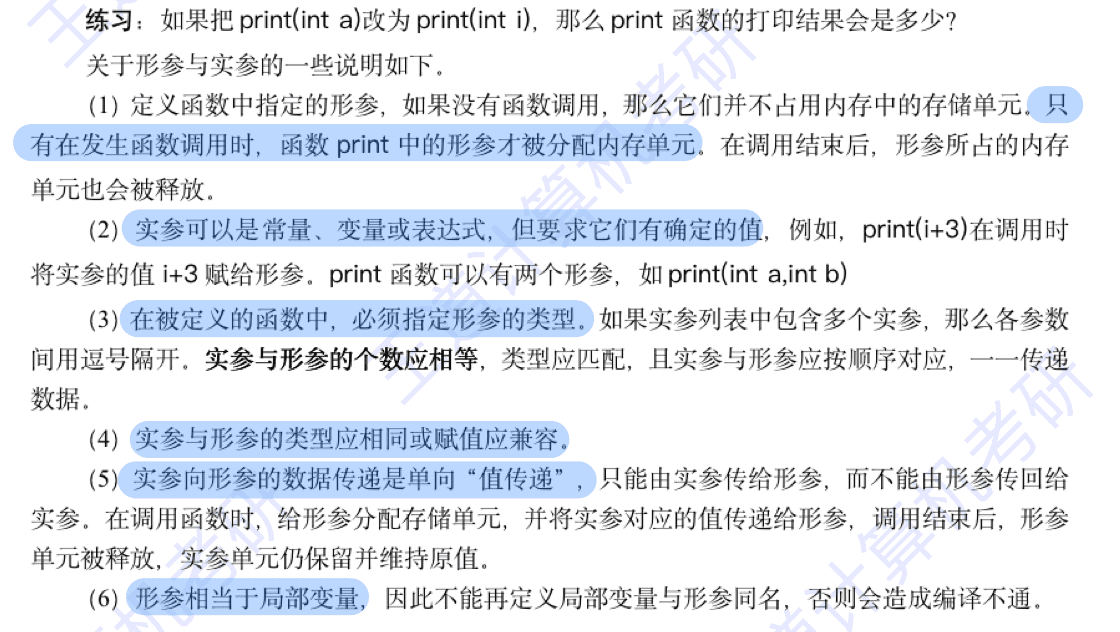 练习：如果把 print(int a)改为 print(int i)，那么 print 函数的打印结果会是多少？
关于形参与实参的一些说明如下。
(1) 定义函数中指定的形参，如果没有函数调用，那么它们并不占用内存中的存储单元。只
有在发生函数调用时，函数 print 中的形参才被分配内存单元。在调用结束后，形参所占的内存
单元也会被释放。
(2) 实参可以是常量、变量或表达式，但要求它们有确定的值，例如，print(i+3)在调用时
将实参的值 i+3 赋给形参。print 函数可以有两个形参，如 print(int a,int b)
(3) 在被定义的函数中，必须指定形参的类型。如果实参列表中包含多个实参，那么各参数
间用逗号隔开。实参与形参的个数应相等，类型应匹配，且实参与形参应按顺序对应，一一传递
数据。
(4) 实参与形参的类型应相同或赋值应兼容。
(5) 实参向形参的数据传递是单向“值传递”，只能由实参传给形参，而不能由形参传回给
实参。在调用函数时，给形参分配存储单元，并将实参对应的值传递给形参，调用结束后，形参
单元被释放，实参单元仍保留并维持原值。
(6) 形参相当于局部变量，因此不能再定义局部变量与形参同名，否则会造成编译不通。
王道计算机考研
王道计算机考研